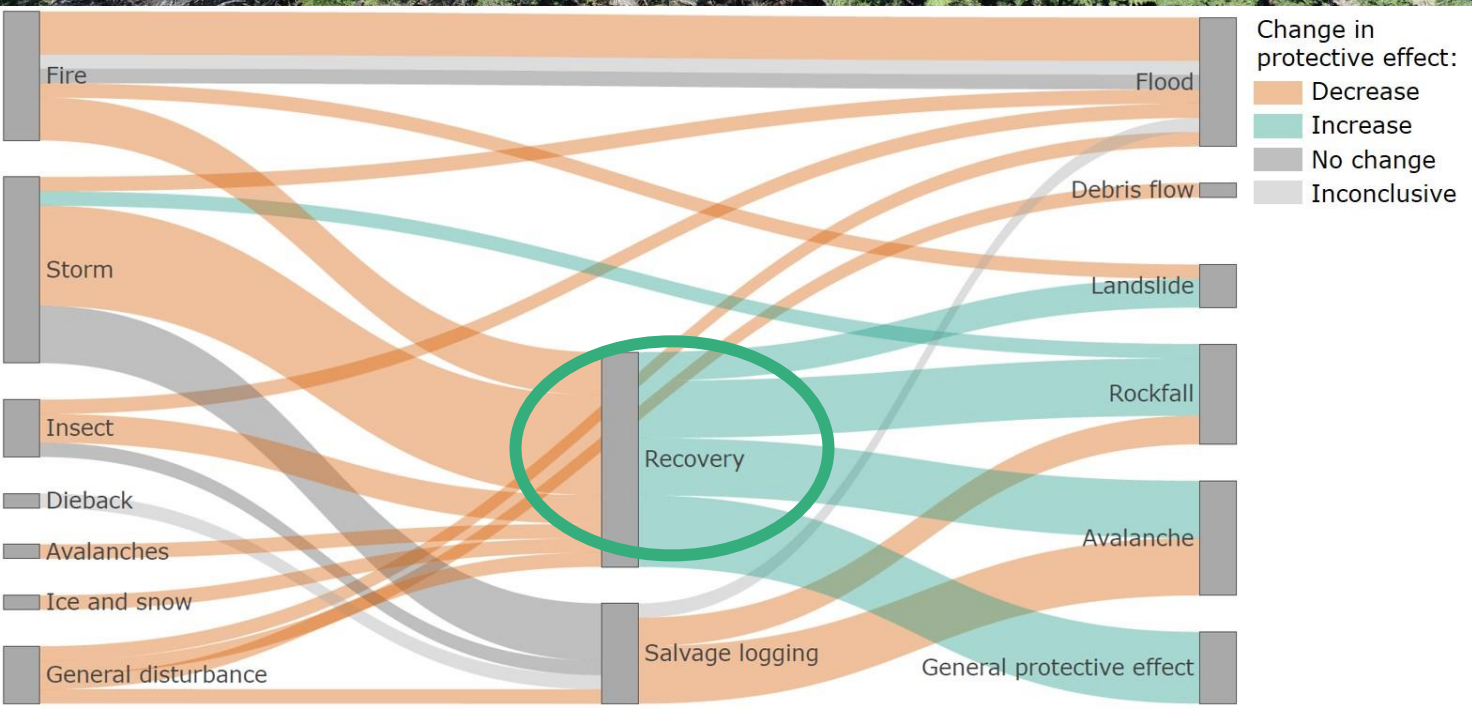 Change in
protective effect:
Decrease
Increase
No change
Inconclusive
Fire
Storm
Insect
Dieback
Avalanches
Ice and snow
General disturbance
Recovery
Salvage logging
Flood
Debris flow
Landslide
Rockfall
Avalanche
General protective effect